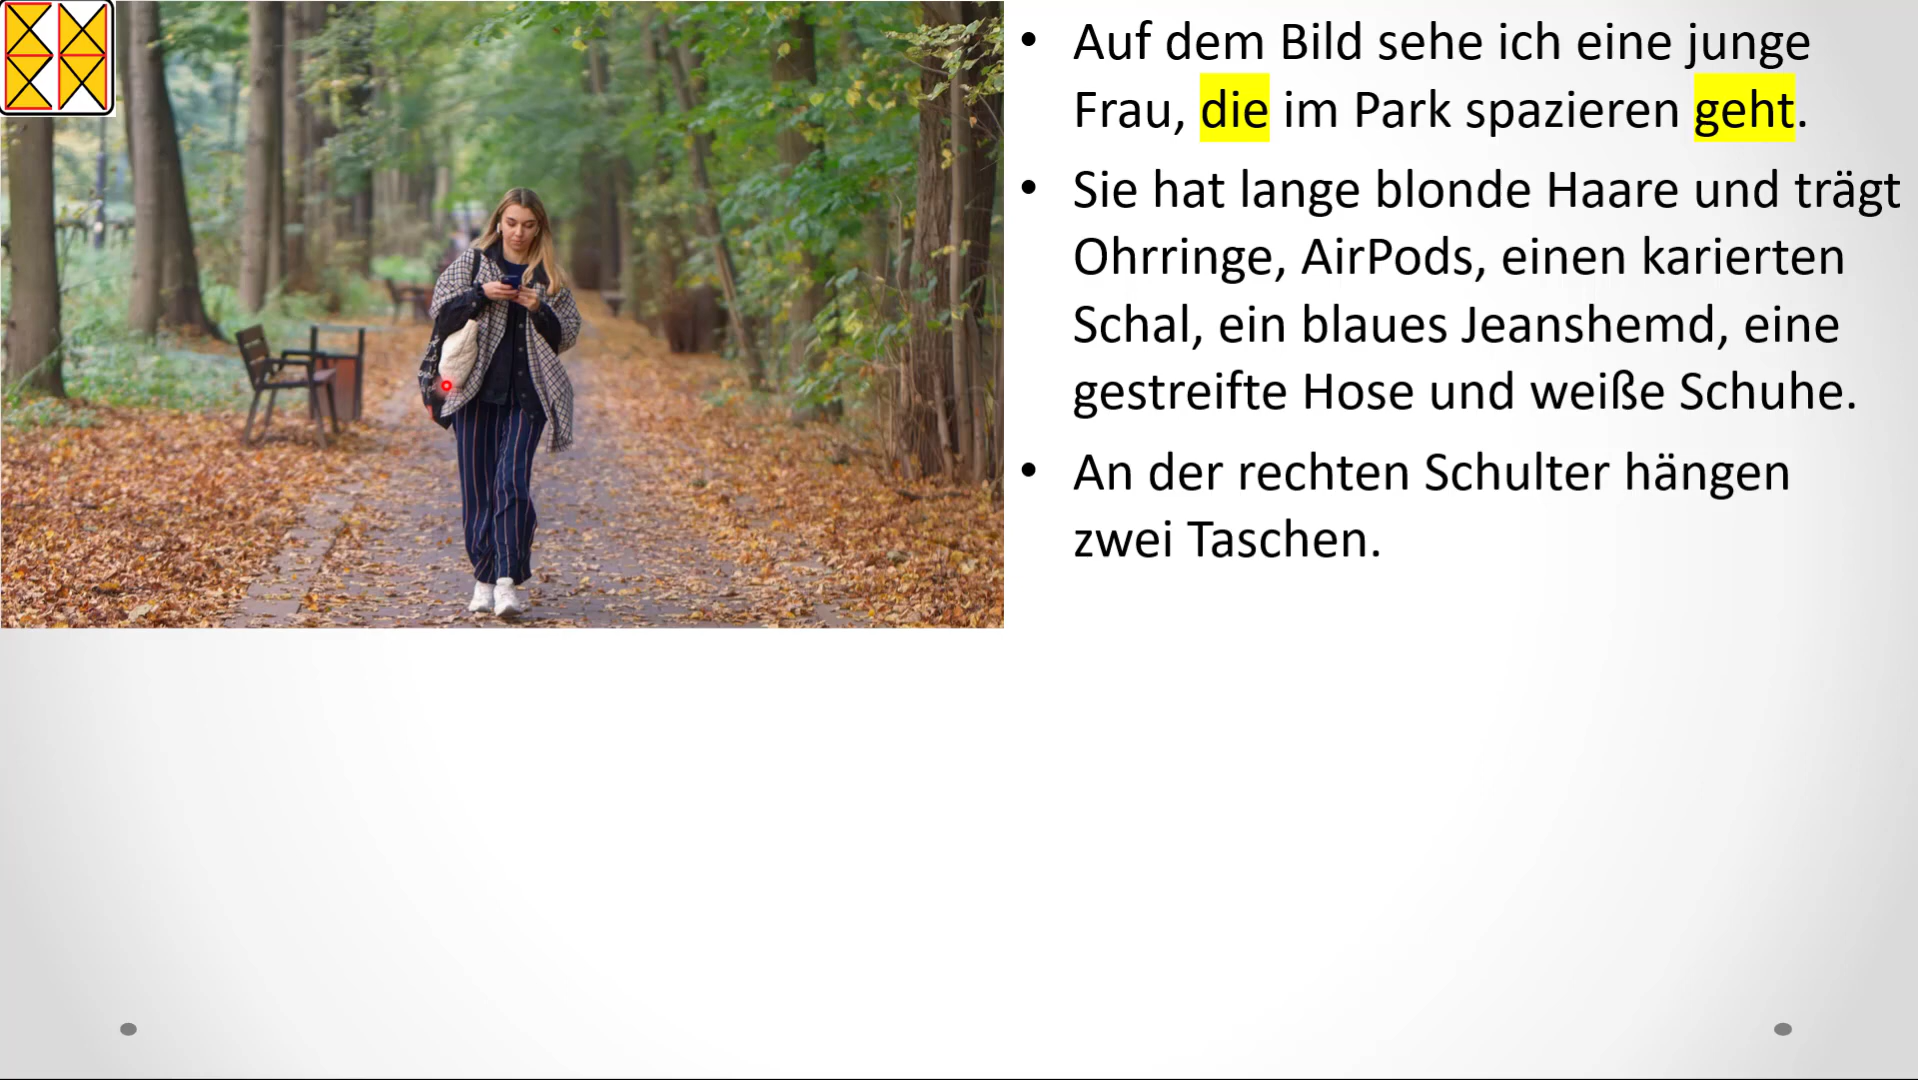 • Auf dem Bild sehe ich eine junge
Frau, die im Park spazieren geht.
• Sie hat lange blonde Haare und trägt
Ohrringe, AirPods, einen karierten
Schal, ein blaues Jeanshemd, eine
gestreifte Hose und weiße Schuhe.
• An der rechten Schulter hängen
zwei Taschen.